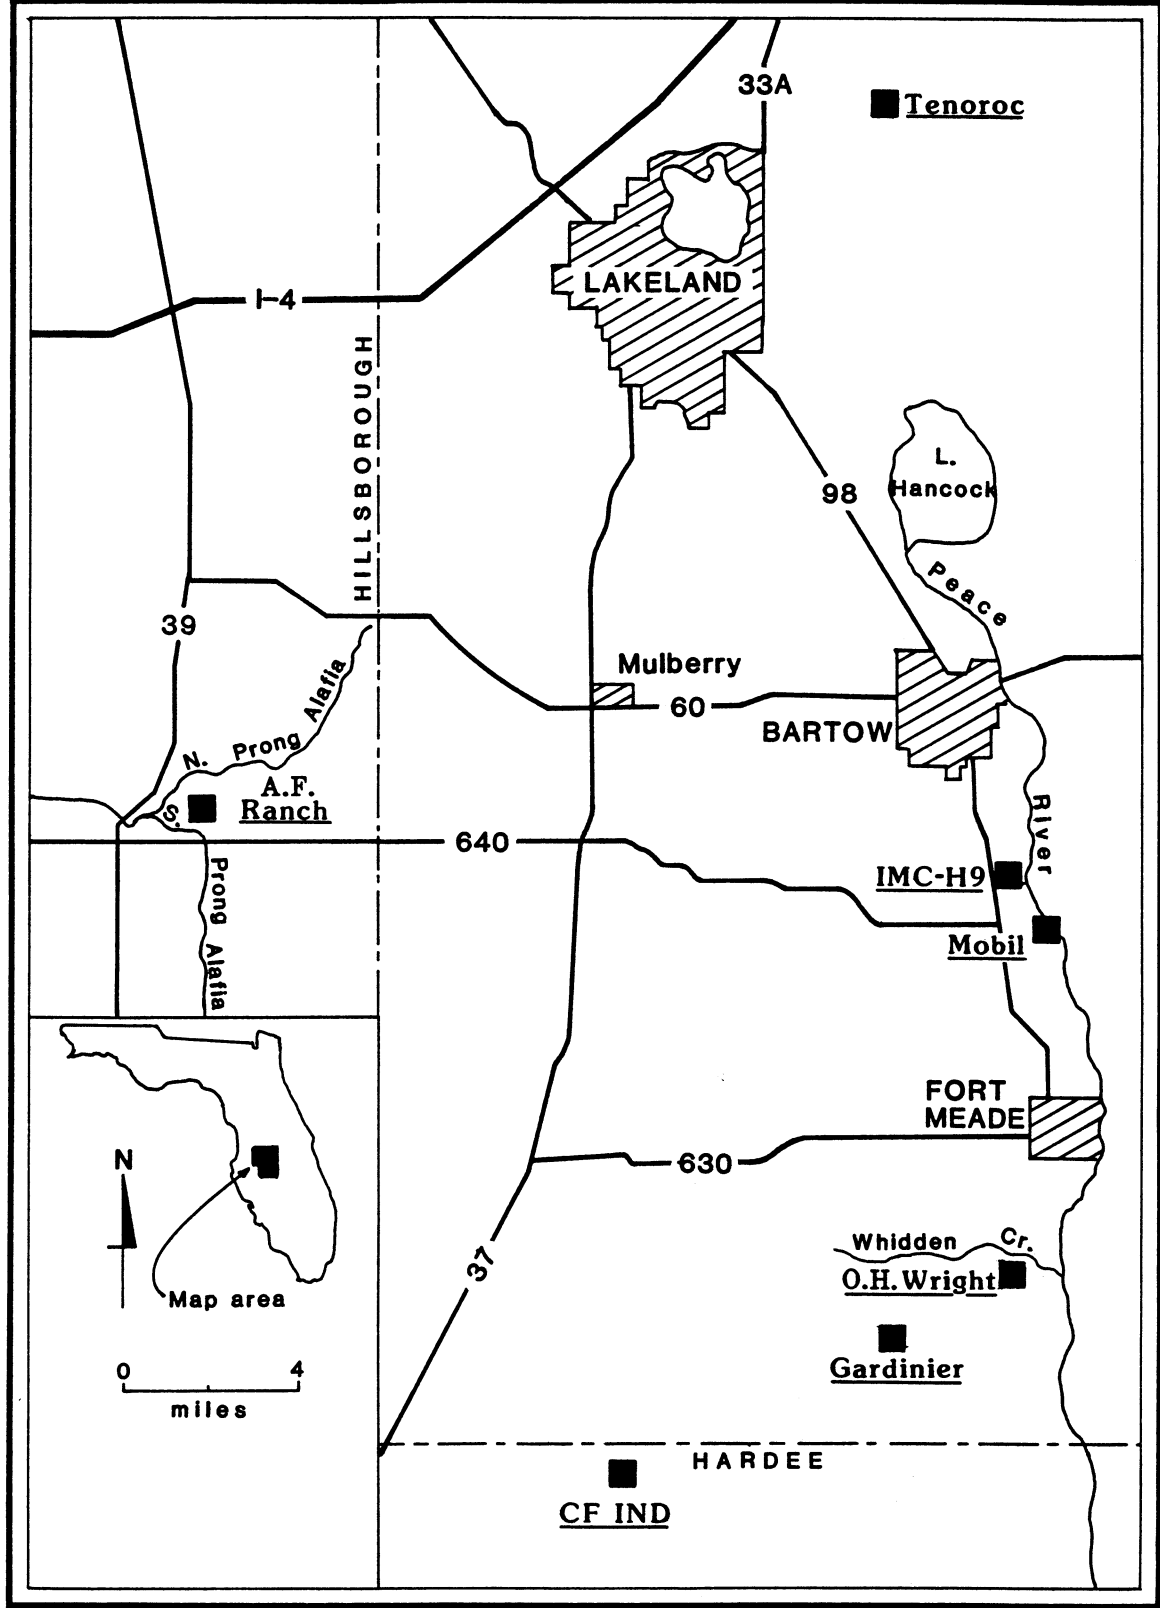 33A
Tenoroc
LAKELAND
I-4
HILLSBOROUGH
L.
Hancock
98
Peace
39
Mulberry
N. Prong Alafia
60
BARTOW
A.F.
Ranch
S.
Prong Alafia
River
640
IMC-H9
Mobil
FORT
MEADE
N
630
Whidden Cr.
37
O.H. Wright
Map area
Gardinier
0 4
miles
HARDEE
CF IND